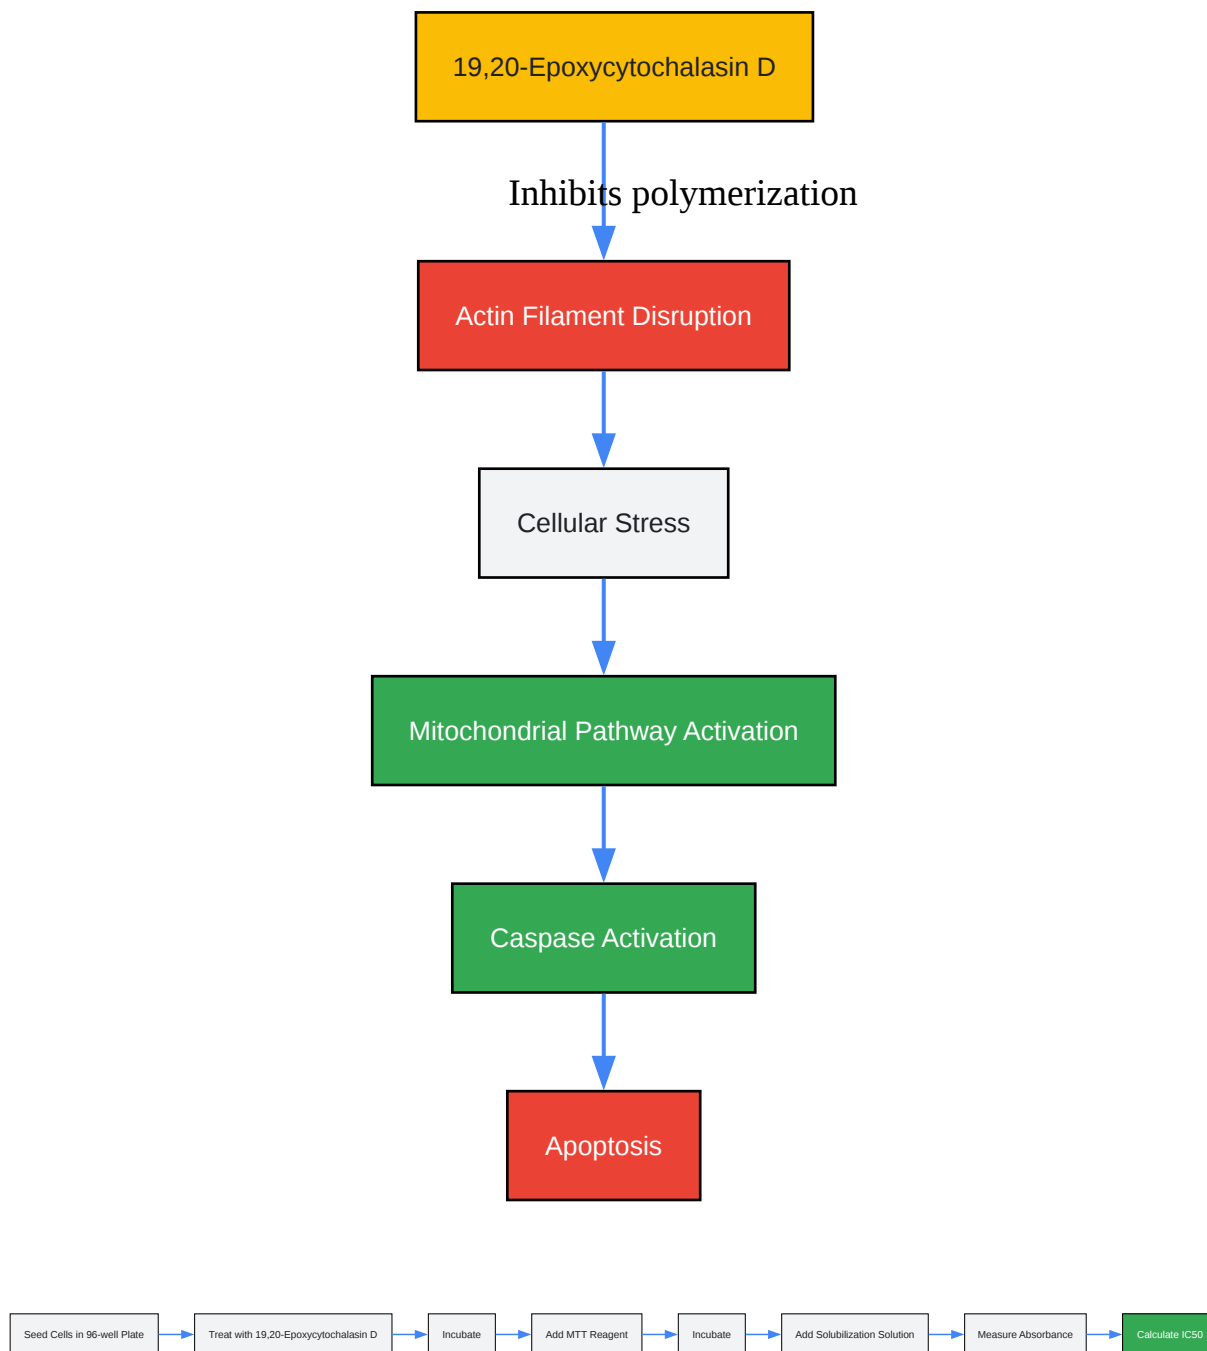 19,20-Epoxycytochalasin D
Inhibits polymerization
Actin Filament Disruption
Cellular Stress
Mitochondrial Pathway Activation
Caspase Activation
Apoptosis
Seed Cells in 96-well Plate
Treat with 19,20-Epoxycytochalasin D
Incubate
Add MTT Reagent
Incubate
Add Solubilization Solution
Measure Absorbance
Calculate IC50